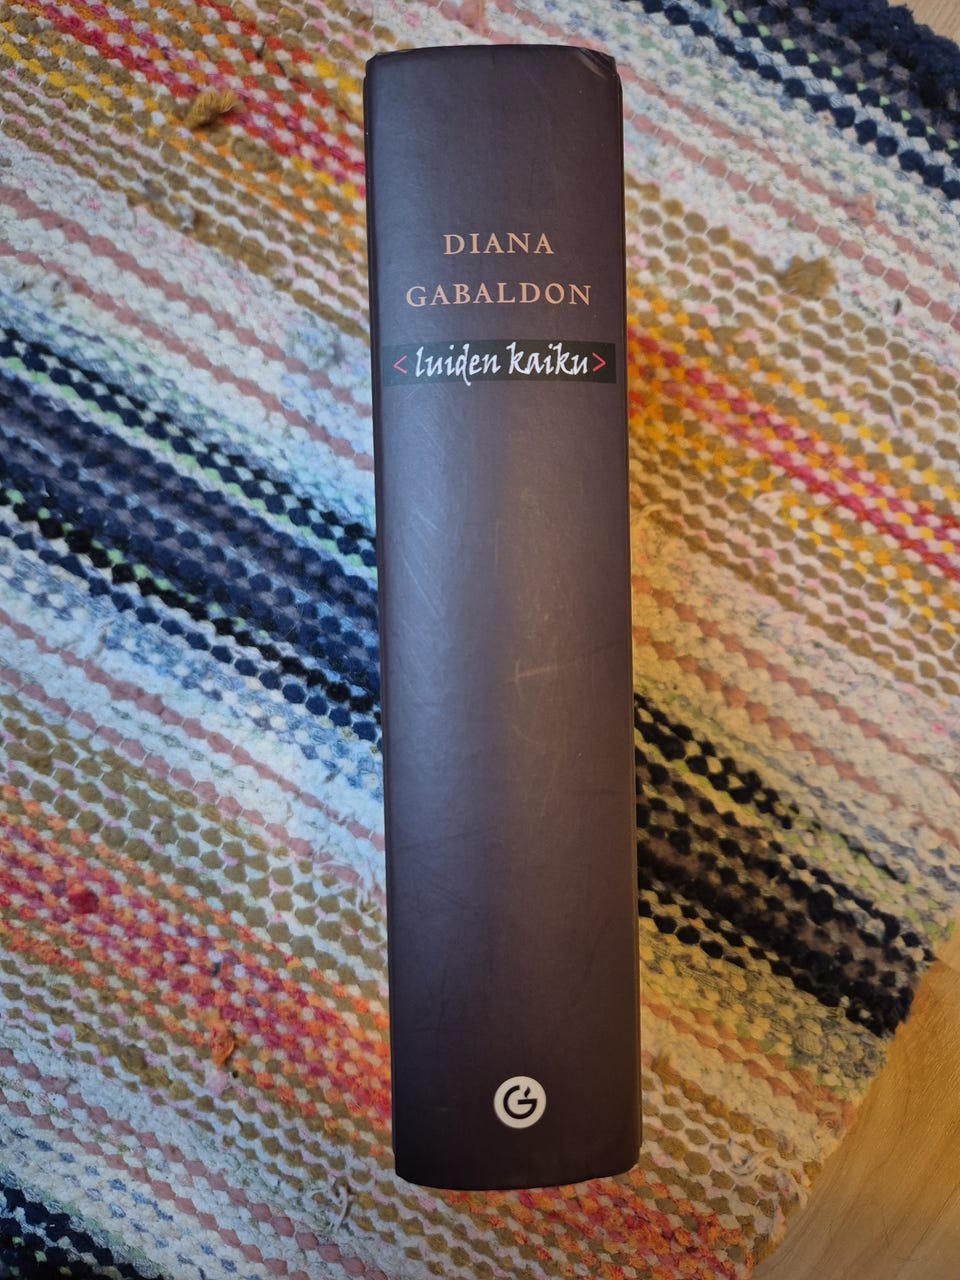 DIANA
GABALDON
< luiden kaiku >
G